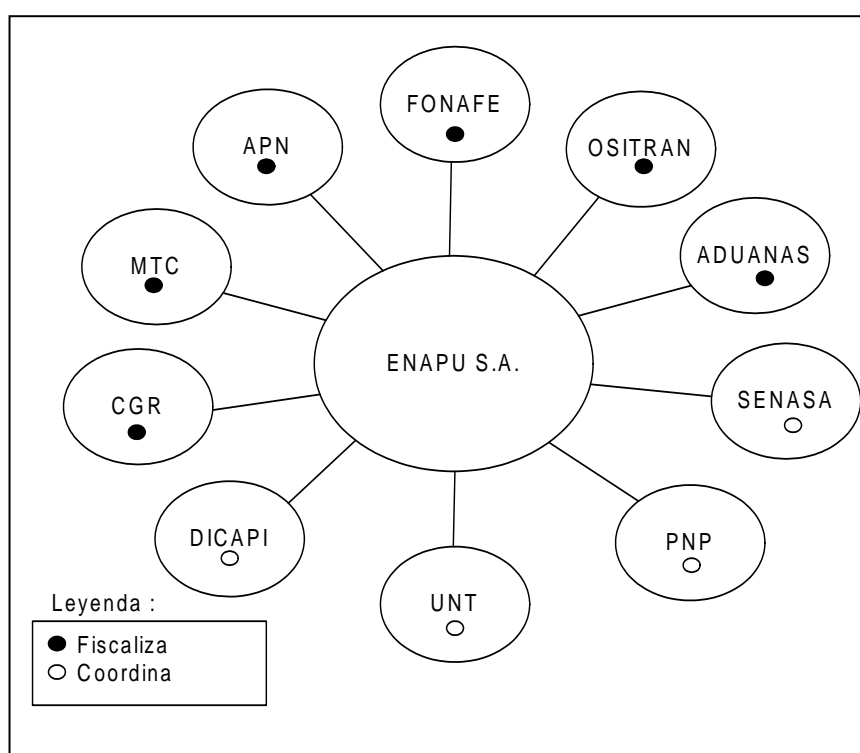 FONAFE
APN
OSITRAN
MTC
ADUANAS
ENAPU S.A.
CGR
SENASA
DICAPI
PNP
UNT
Leyenda :
Fiscaliza
Coordina